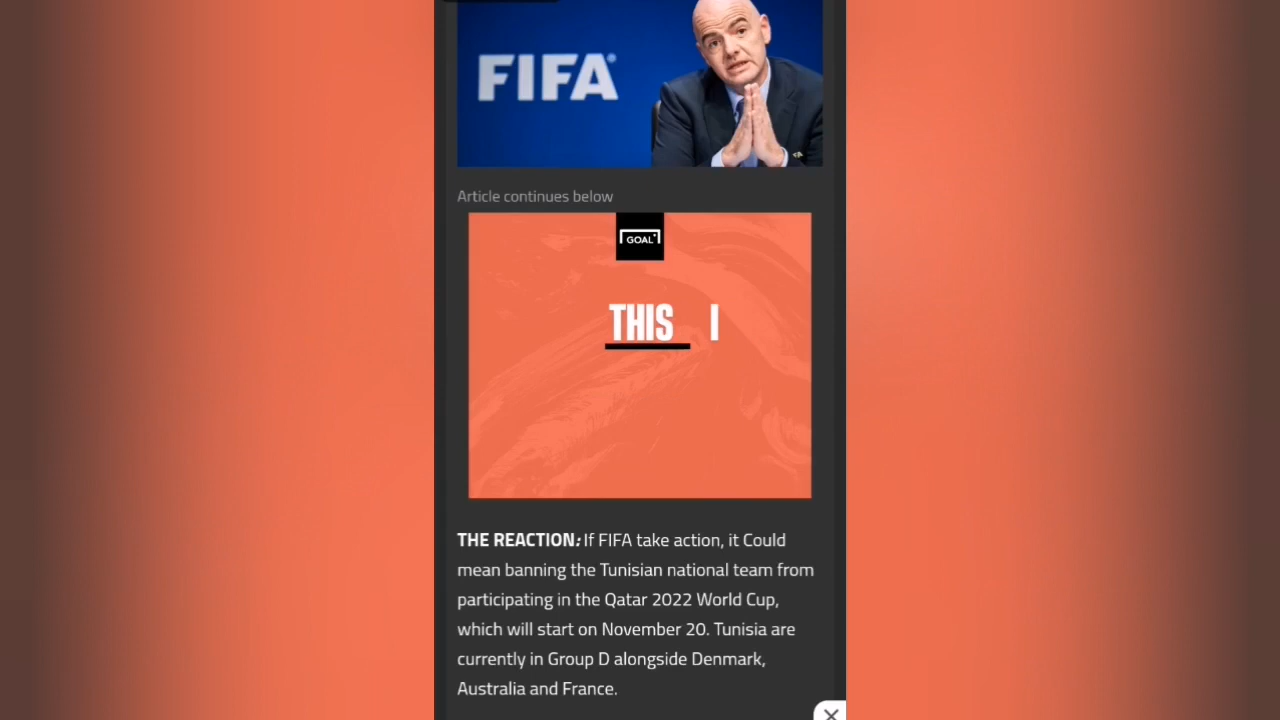 FIFA®
Article continues below
GOAL
THIS I
THE REACTION: If FIFA take action, it Could
mean banning the Tunisian national team from
participating in the Qatar 2022 World Cup,
which will start on November 20. Tunisia are
currently in Group D alongside Denmark,
Australia and France.